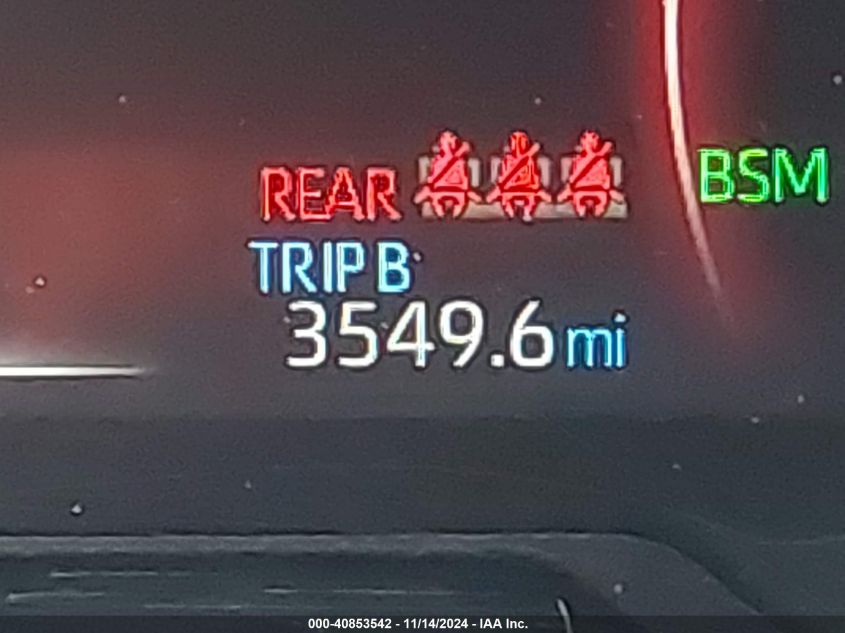 REAR
BSM
TRIP B
3549.6 mi
000-40853542 - 11/14/2024 - IAA Inc.